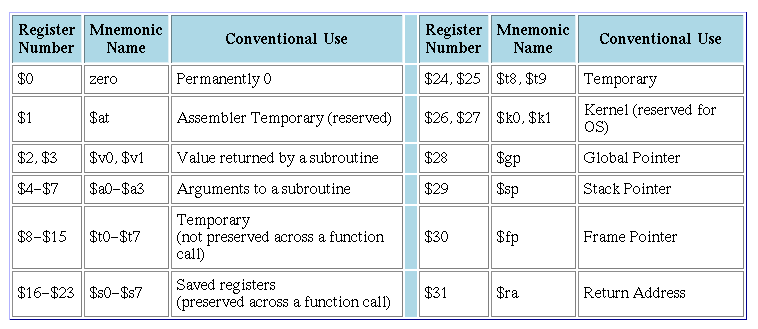 Register Number Mnemonic Name Conventional Use Register Number Mnemonic Name Conventional Use
$0 zero Permanently 0 $24, $25 $t8, $t9 Temporary
$1 $at Assembler Temporary (reserved) $26, $27 $k0, $k1 Kernel (reserved for OS)
$2, $3 $v0, $v1 Value returned by a subroutine $28 $gp Global Pointer
$4–$7 $a0–$a3 Arguments to a subroutine $29 $sp Stack Pointer
$8–$15 $t0–$t7 Temporary (not preserved across a function call) $30 $fp Frame Pointer
$16–$23 $s0–$s7 Saved registers (preserved across a function call) $31 $ra Return Address